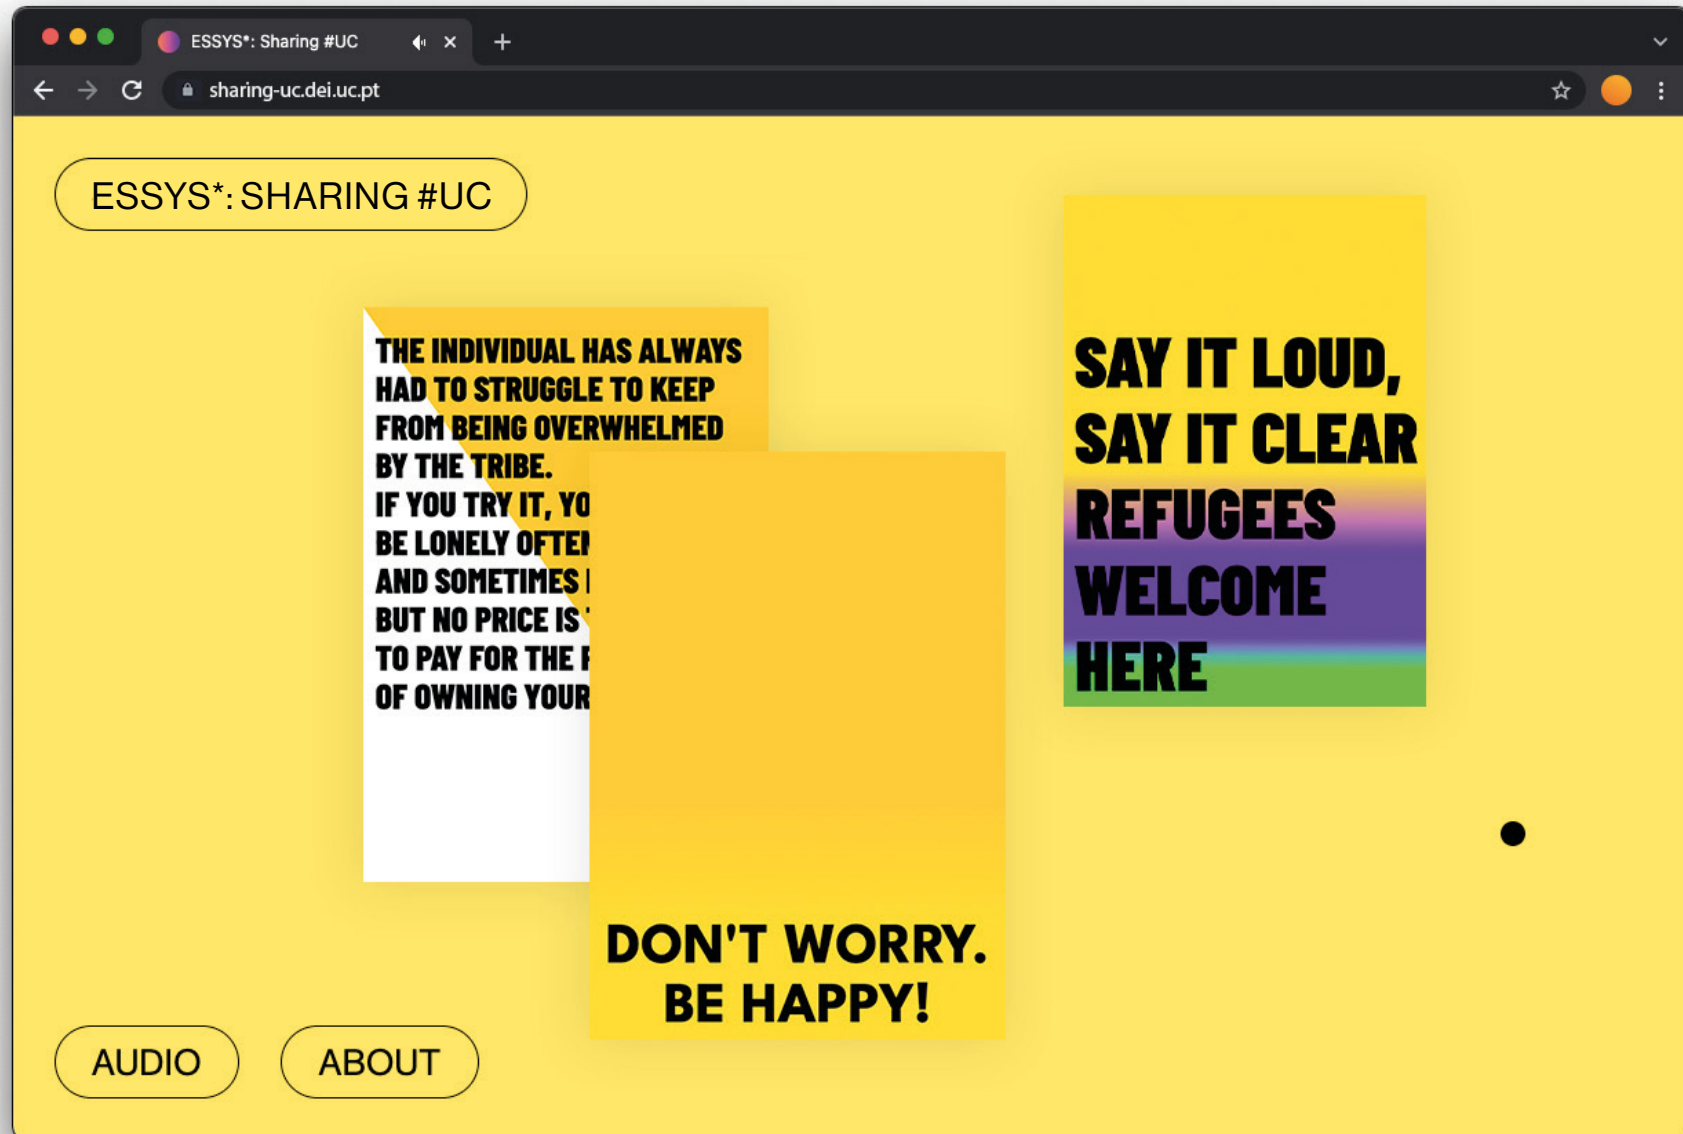 ESSYS*: Sharing #UC
sharing-uc.dei.uc.pt
ESSYS*: SHARING #UC
THE INDIVIDUAL HAS ALWAYS
HAD TO STRUGGLE TO KEEP
FROM BEING OVERWHELMED
BY THE TRIBE.
IF YOU TRY IT,
BE LONELY
AND SOMETIMES
BUT NO PRICE IS
TO PAY FOR THE
OF OWNING
DON'T WORRY.
BE HAPPY!
SAY IT LOUD,
SAY IT CLEAR
REFUGEES
WELCOME
HERE
AUDIO
ABOUT